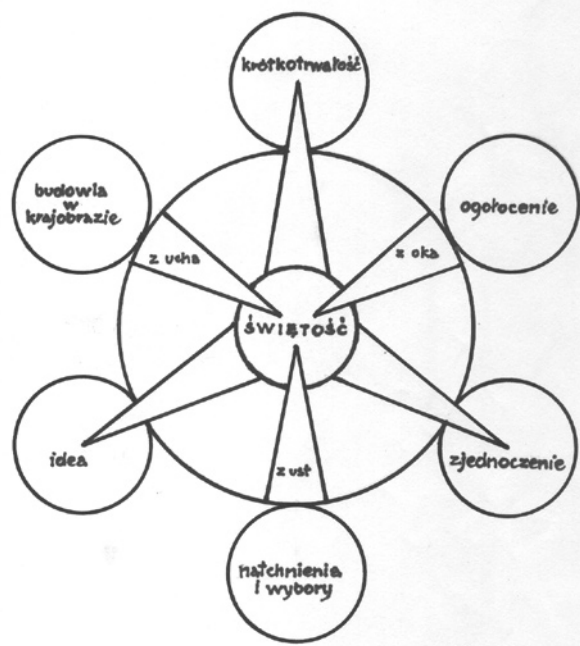 krótkotrwałość
budowla
w
krajobrazie
ogołocenie
z ucha
z oka
ŚWIĘTOŚĆ
idea
z ust
zjednoczenie
natchnienia
i wybory